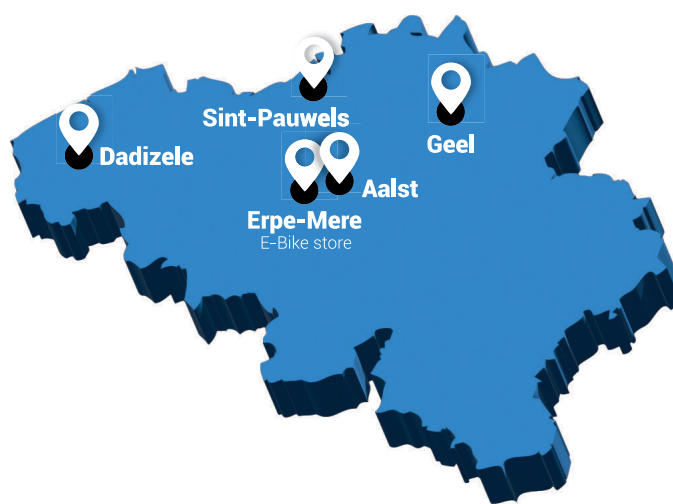 Sint-Pauwels
Geel
Dadizele
Aalst
Erpe-Mere
E-Bike store